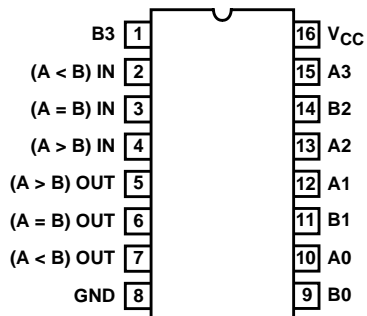 B3 1 16 VCC
(A < B) IN 2 15 A3
(A = B) IN 3 14 B2
(A > B) IN 4 13 A2
(A > B) OUT 5 12 A1
(A = B) OUT 6 11 B1
(A < B) OUT 7 10 A0
GND 8 9 B0